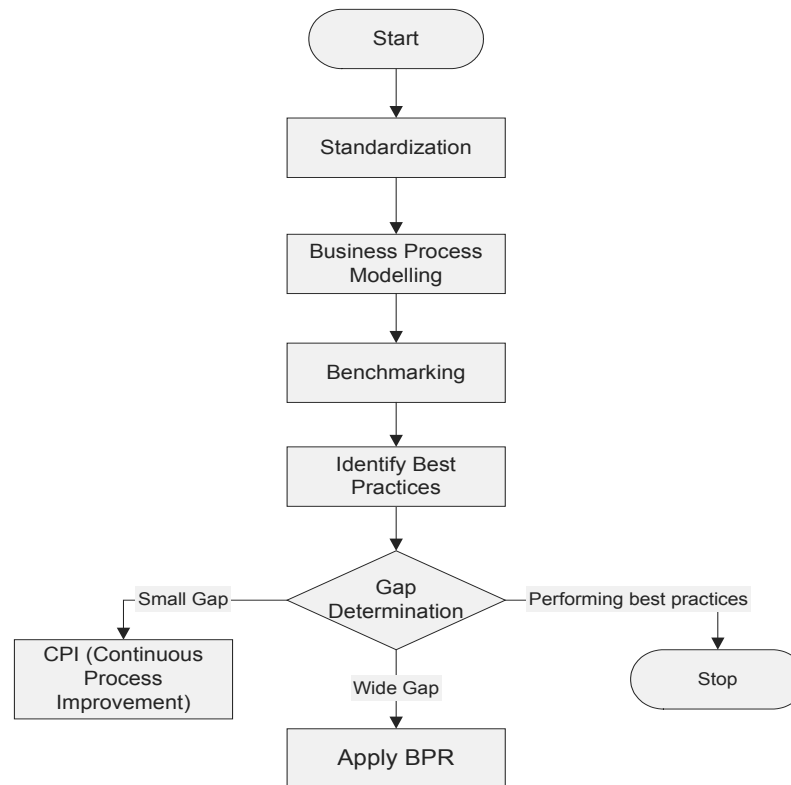 Start
Standardization
Business Process
Modelling
Benchmarking
Identify Best
Practices
Gap
Determination
Small Gap
Performing best practices
CPI (Continuous
Process
Improvement)
Wide Gap
Stop
Apply BPR